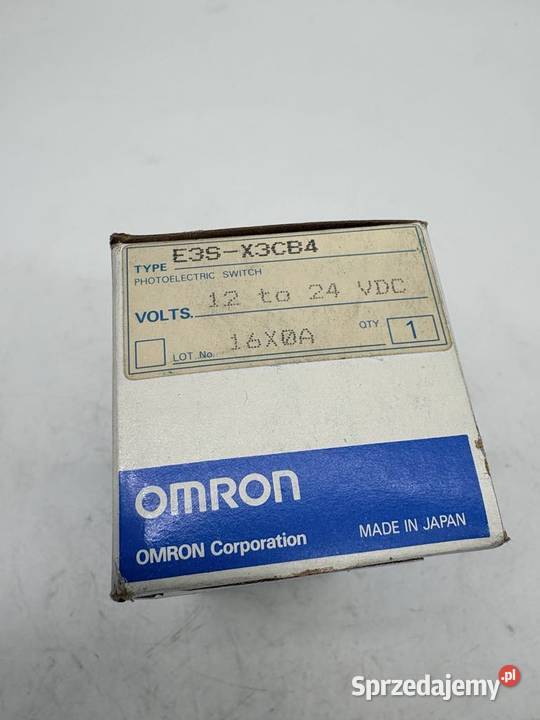 TYPE E3S-X3CB4
PHOTOELECTRIC SWITCH
VOLTS. 12 to 24 VDC
LOT No. 16X0A QTY 1
OMRON
OMRON Corporation MADE IN JAPAN
Sprzedajemy.pl